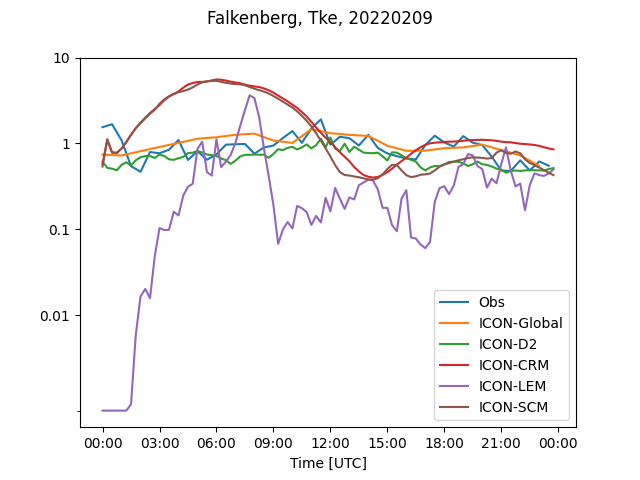 Falkenberg, Tke, 20220209
10
1
0.1
0.01
Obs
ICON-Global
ICON-D2
ICON-CRM
ICON-LEM
ICON-SCM
00:00 03:00 06:00 09:00 12:00 15:00 18:00 21:00 00:00
Time [UTC]